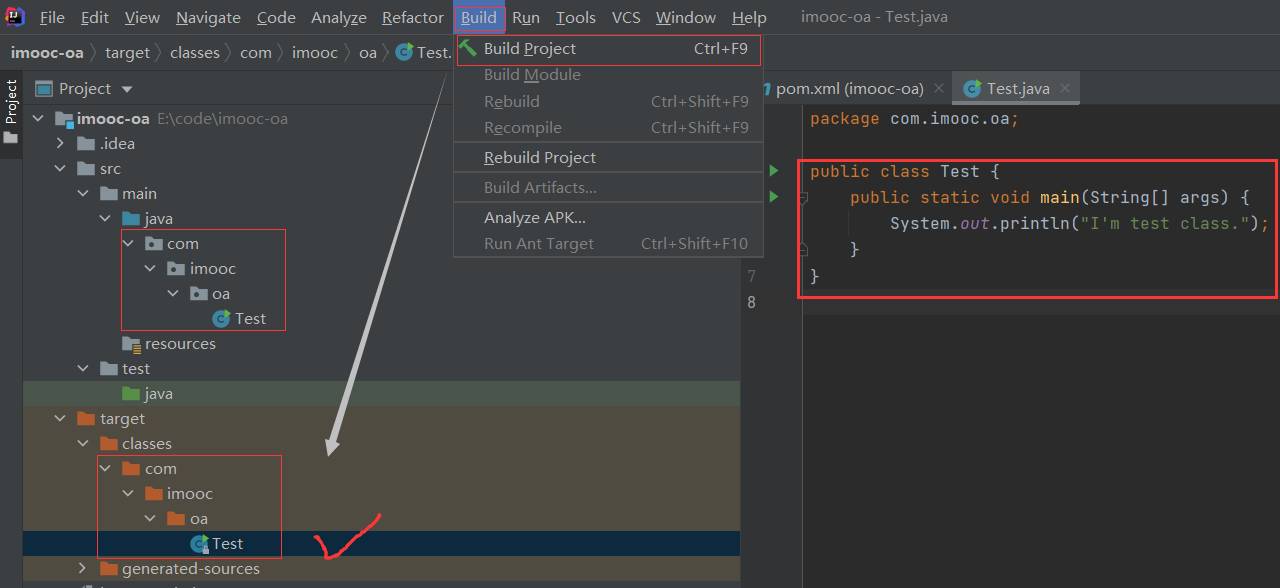 File Edit View Navigate Code Analyze Refactor Build Run Tools VCS Window Help imooc-oa - Test.java
imooc-oa target classes com imooc oa Test.
Build Project Ctrl+F9
Build Module
Rebuild Ctrl+Shift+F9
Recompile Ctrl+Shift+F9
Rebuild Project
Build Artifacts...
Analyze APK...
Run Ant Target Ctrl+Shift+F10
Project
Project
imooc-oa E:\code\imooc-oa
.idea
src
main
java
com
imooc
oa
Test
resources
test
java
target
classes
com
imooc
oa
Test
generated-sources
pom.xml (imooc-oa) Test.java
package com.imooc.oa;
public class Test {
public static void main(String[] args) {
System.out.println("I'm test class.");
}
7 }
8